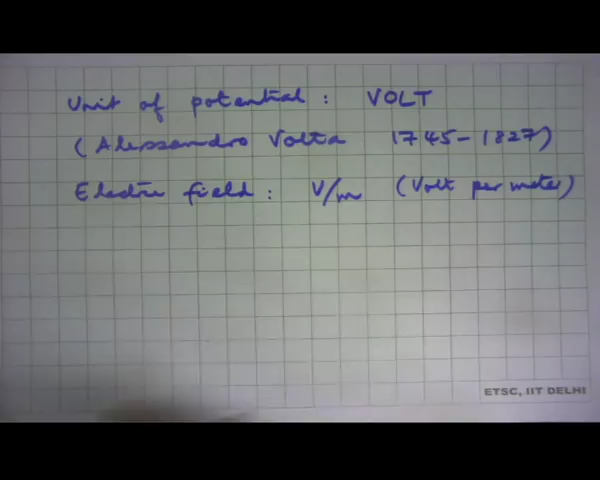 Unit of potential : VOLT
(Alessandro Volta 1745-1827)
Electric field : V/m (Volt per meter)
ETSC, IIT DELHI